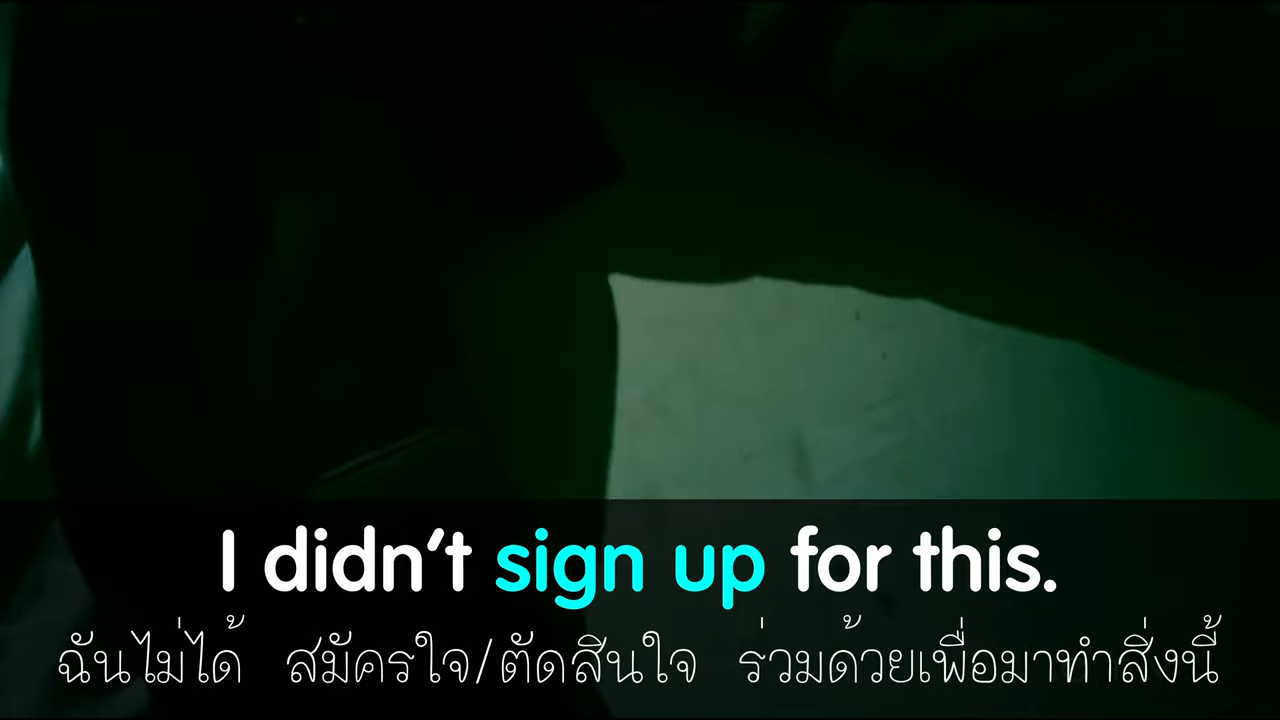 I didn't sign up for this.
ฉันไม่ได้ สมัครใจ/ตัดสินใจ ร่วมด้วยเพื่อมาทำสิ่งนี้